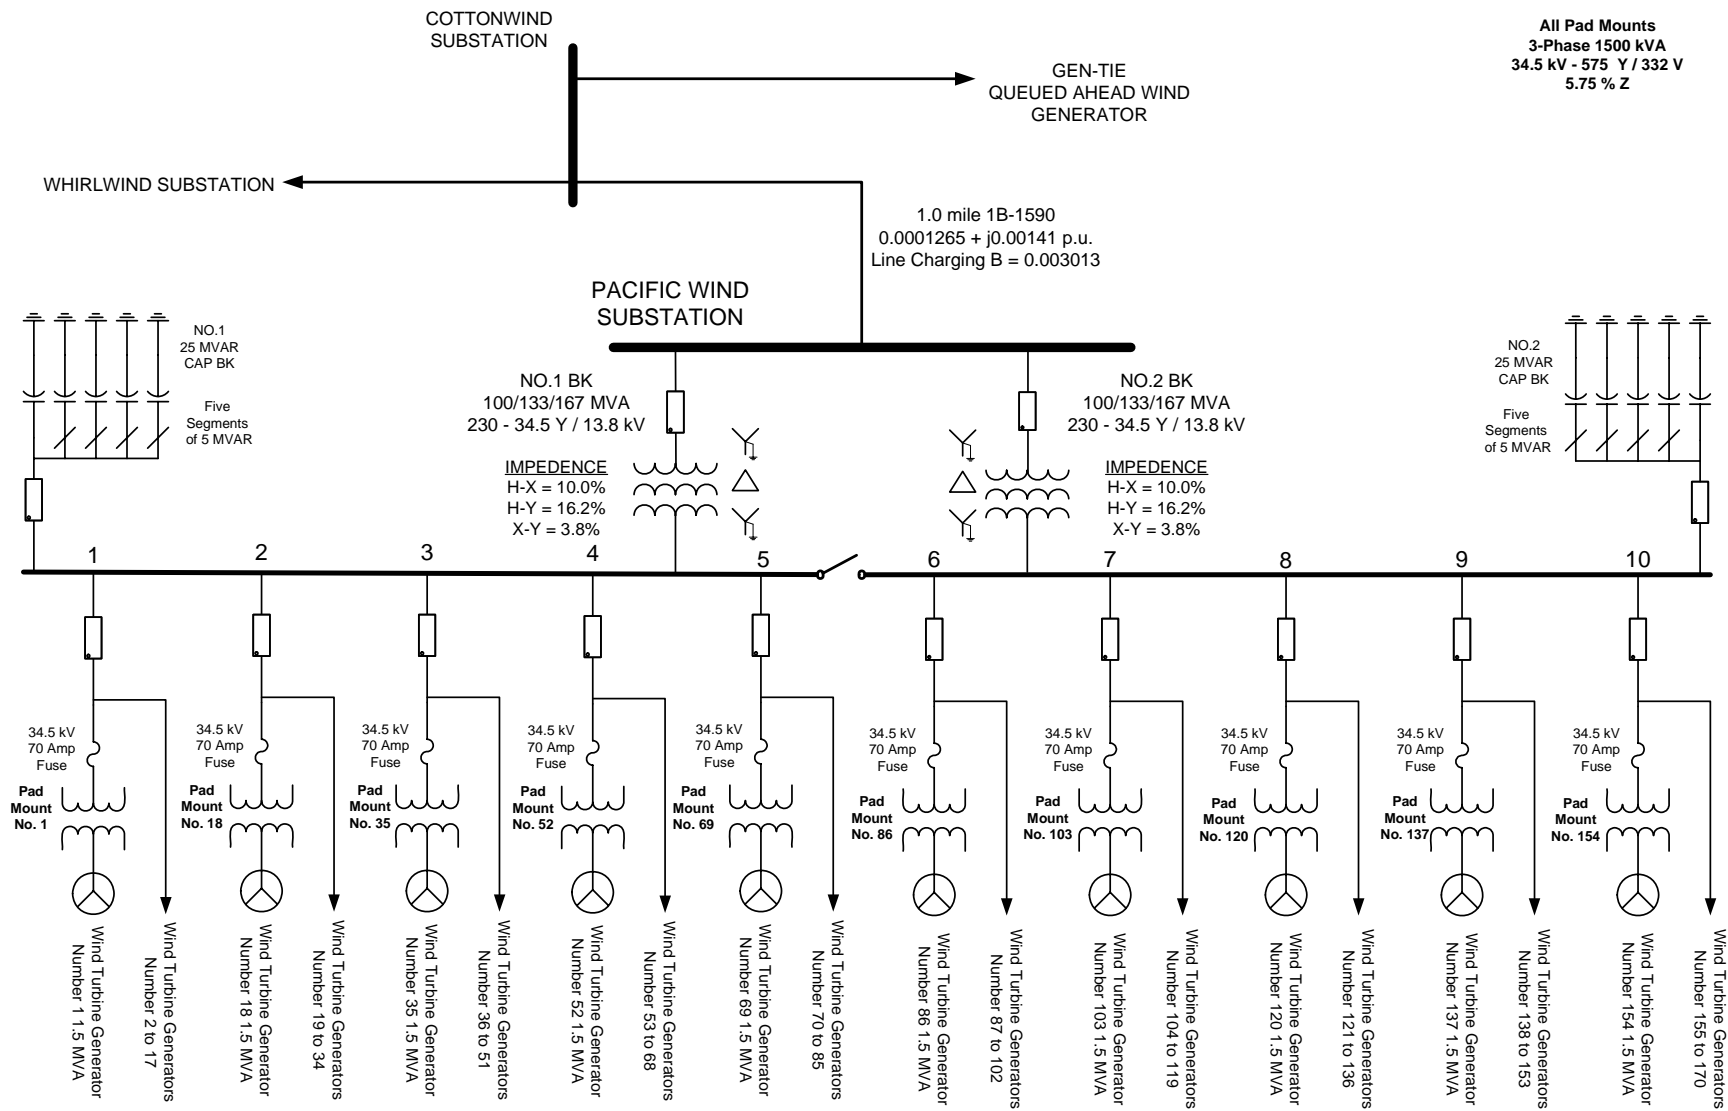 COTTONWIND
SUBSTATION
All Pad Mounts
3-Phase 1500 kVA
34.5 kV - 575 Y / 332 V
5.75 % Z
GEN-TIE
QUEUED AHEAD WIND
GENERATOR
WHIRLWIND SUBSTATION
1.0 mile 1B-1590
0.0001265 + j0.00141 p.u.
Line Charging B = 0.003013
PACIFIC WIND
SUBSTATION
NO.1
25 MVAR
CAP BK
Five
Segments
of 5 MVAR
NO.1 BK
100/133/167 MVA
230 - 34.5 Y / 13.8 kV
IMPEDENCE
H-X = 10.0%
H-Y = 16.2%
X-Y = 3.8%
NO.2 BK
100/133/167 MVA
230 - 34.5 Y / 13.8 kV
IMPEDENCE
H-X = 10.0%
H-Y = 16.2%
X-Y = 3.8%
NO.2
25 MVAR
CAP BK
Five
Segments
of 5 MVAR
1
2
3
4
5
6
7
8
9
10
34.5 kV
70 Amp
Fuse
Pad
Mount
No. 1
34.5 kV
70 Amp
Fuse
Pad
Mount
No. 18
34.5 kV
70 Amp
Fuse
Pad
Mount
No. 35
34.5 kV
70 Amp
Fuse
Pad
Mount
No. 52
34.5 kV
70 Amp
Fuse
Pad
Mount
No. 69
34.5 kV
70 Amp
Fuse
Pad
Mount
No. 86
34.5 kV
70 Amp
Fuse
Pad
Mount
No. 103
34.5 kV
70 Amp
Fuse
Pad
Mount
No. 120
34.5 kV
70 Amp
Fuse
Pad
Mount
No. 137
34.5 kV
70 Amp
Fuse
Pad
Mount
No. 154
Wind Turbine Generator
Number 1 1.5 MVA
Wind Turbine Generators
Number 2 to 17
Wind Turbine Generator
Number 18 1.5 MVA
Wind Turbine Generators
Number 19 to 34
Wind Turbine Generator
Number 35 1.5 MVA
Wind Turbine Generators
Number 36 to 51
Wind Turbine Generator
Number 52 1.5 MVA
Wind Turbine Generators
Number 53 to 68
Wind Turbine Generator
Number 69 1.5 MVA
Wind Turbine Generators
Number 70 to 85
Wind Turbine Generator
Number 86 1.5 MVA
Wind Turbine Generators
Number 87 to 102
Wind Turbine Generator
Number 103 1.5 MVA
Wind Turbine Generators
Number 104 to 119
Wind Turbine Generator
Number 120 1.5 MVA
Wind Turbine Generators
Number 121 to 136
Wind Turbine Generator
Number 137 1.5 MVA
Wind Turbine Generators
Number 138 to 153
Wind Turbine Generator
Number 154 1.5 MVA
Wind Turbine Generators
Number 155 to 170